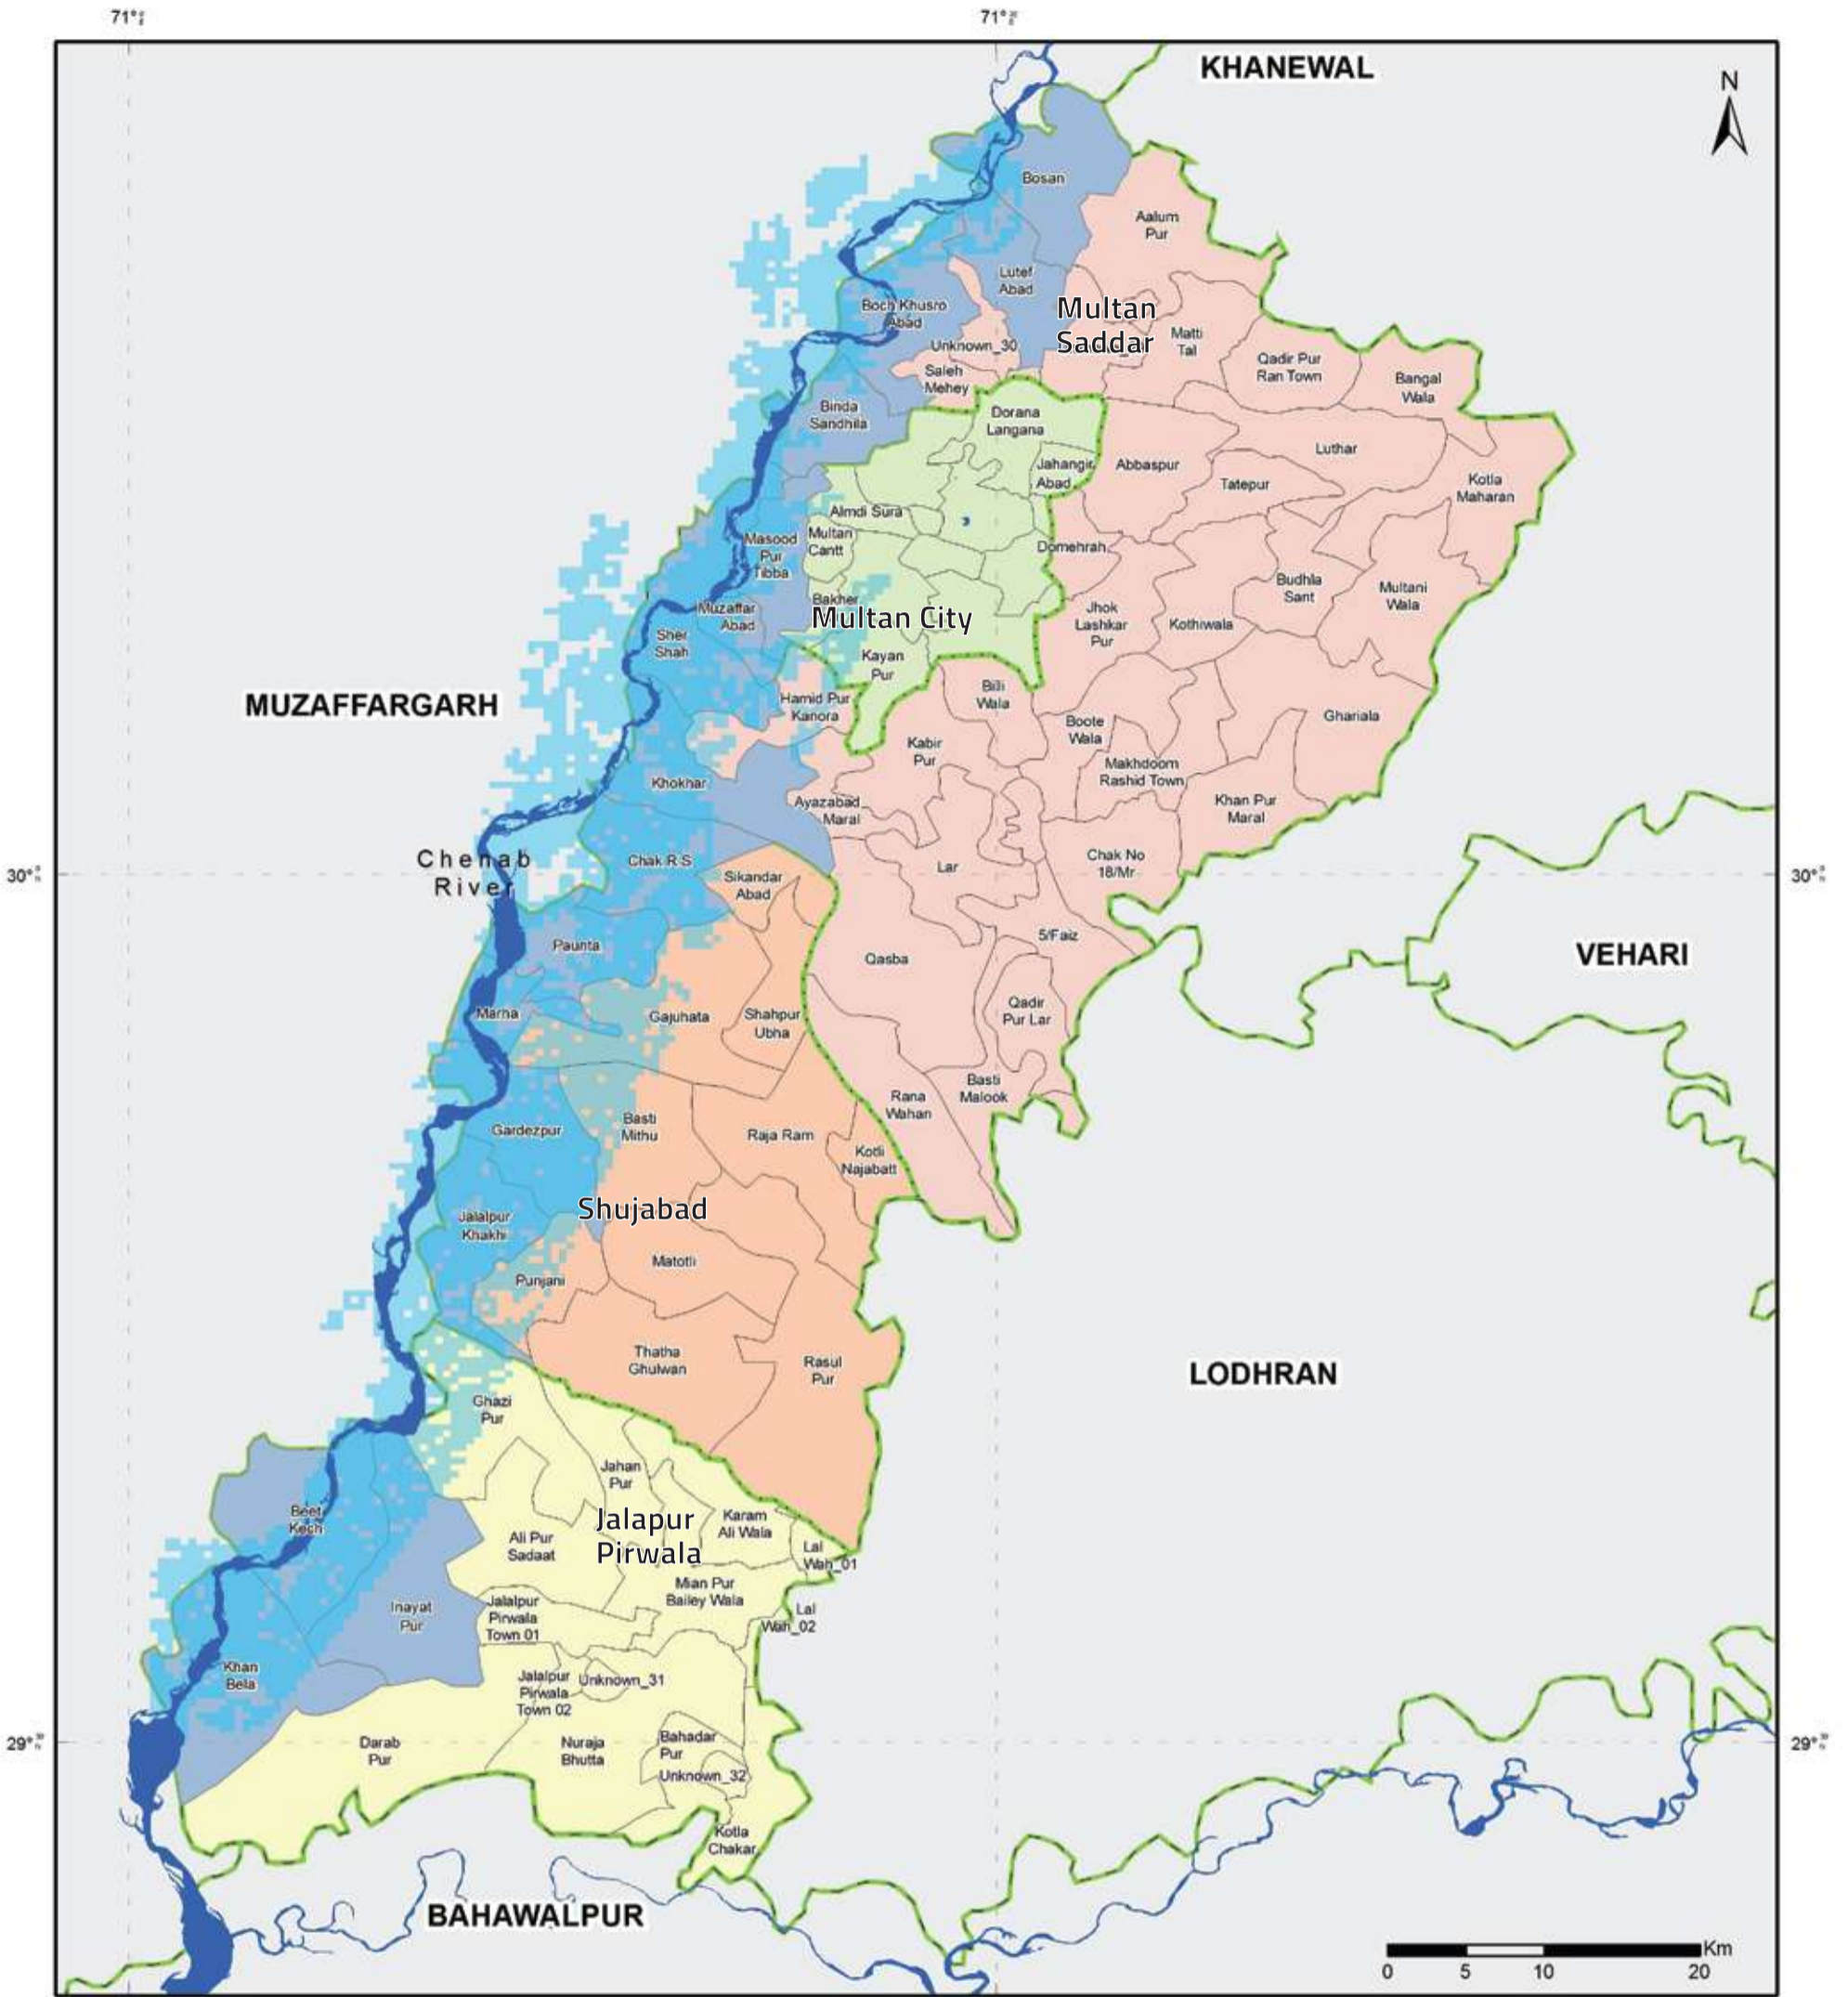 71°
71°
KHANEWAL
N
Bosan
Aalum
Pur
Lutef
Abad
Boch Khusro
Abad
Multan
Saddar
Matti
Tal
Unknown_30
Qadir Pur
Ran Town
Saleh
Mehey
Bangal
Wala
Binda
Sandhila
Dorana
Langana
Luthar
Jahangir
Abad
Abbaspur
Tatepur
Kotla
Maharan
Almdi Sura
Multan
Cantt
Masood
Pur
Tibba
Domehrah
Budhla
Sant
Multani
Wala
Bakher
Multan City
Muzaffar
Abad
Jhok
Lashkar
Pur
Kothiwala
Sher
Shah
Kayan
Pur
MUZAFFARGARH
Hamid Pur
Kanora
Billi
Wala
Ghariala
Boote
Wala
Kabir
Pur
Makhdoom
Rashid Town
Khokhar
Ayazabad
Maral
Khan Pur
Maral
Chenab
River
Chak R S
Lar
Chak No
18/Mr
30°
30°
Sikandar
Abad
5/Faiz
Paunta
Qasba
VEHARI
Marha
Gajuhata
Shahpur
Ubha
Qadir
Pur Lar
Basti
Malook
Rana
Wahan
Gardezpur
Basti
Mithu
Raja Ram
Kotli
Najabatt
Shujabad
Jalalpur
Khakhi
Matotli
Punjani
Thatha
Ghulwan
Rasul
Pur
LODHRAN
Ghazi
Pur
Jahan
Pur
Beet
Kech
Jalapur
Pirwala
Karam
Ali Wala
Ali Pur
Sadaat
Lal
Wah_01
Mian Pur
Bailey Wala
Inayat
Pur
Jalalpur
Pirwala
Town 01
Lal
Wah_02
Khan
Bela
Jalalpur
Pirwala
Town 02
Unknown_31
29°
29°
Darab
Pur
Nuraja
Bhutta
Bahadar
Pur
Unknown_32
Kotla
Chakar
BAHAWALPUR
Km
0 5 10 20